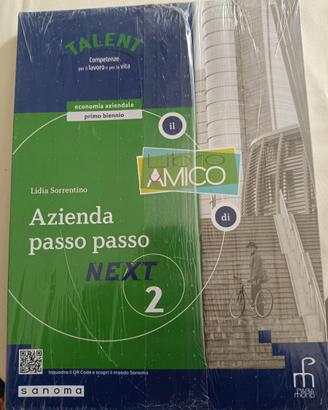 TALENT
Competenze
per il lavoro e per la vita
economia aziendale
primo biennio
il
LIBRO
AMICO
di
Lidia Sorrentino
Azienda
passo passo
NEXT
2
Inquadra il QR Code e scopri il mondo Sanoma
sanoma